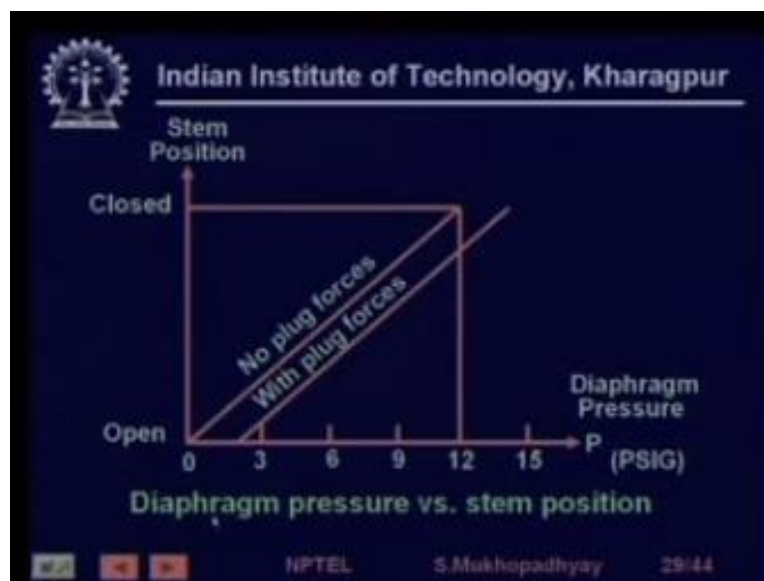 Indian Institute of Technology, Kharagpur
Stem
Position
Closed
No plug forces
With plug forces
Diaphragm
Pressure
Open
P
0 3 6 9 12 15 (PSIG)
Diaphragm pressure vs. stem position
NPTEL S.Mukhopadhyay 29/44